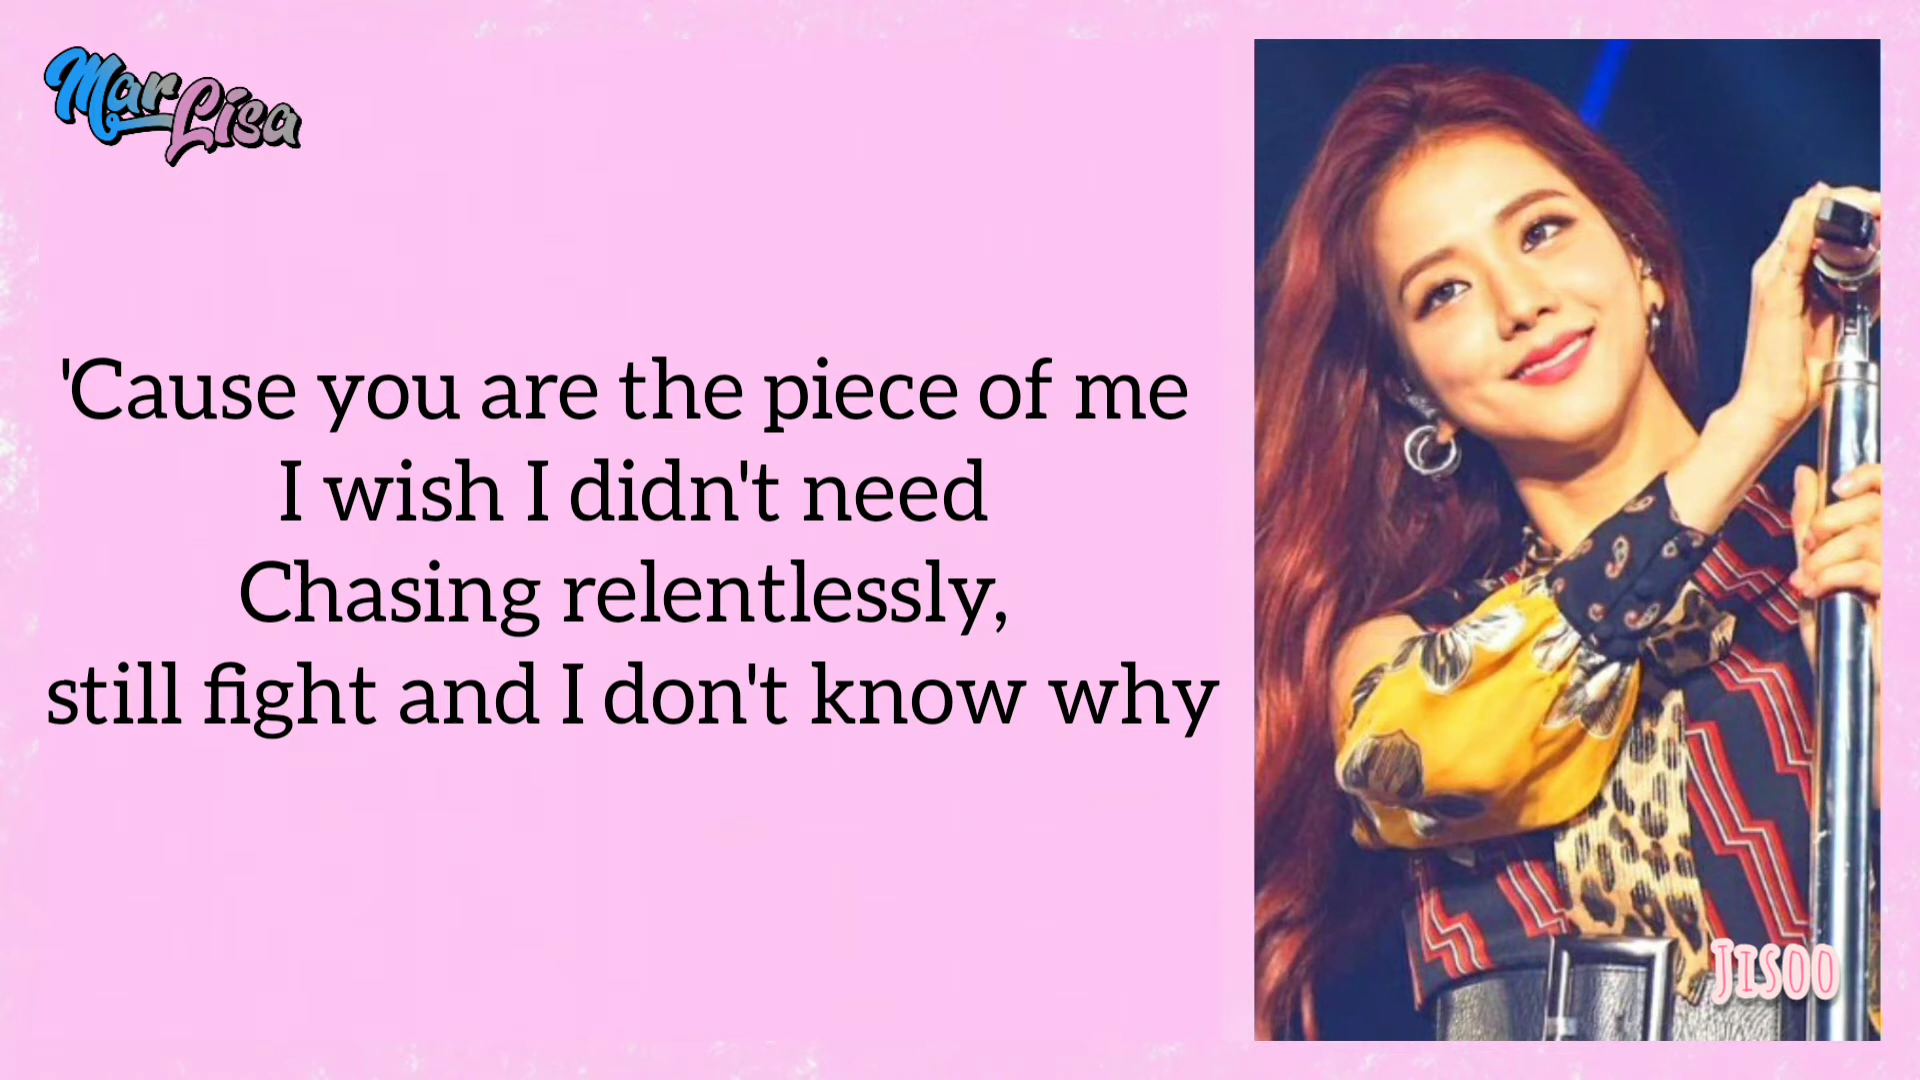 MarLisa
'Cause you are the piece of me
I wish I didn't need
Chasing relentlessly,
still fight and I don't know why
Jisoo